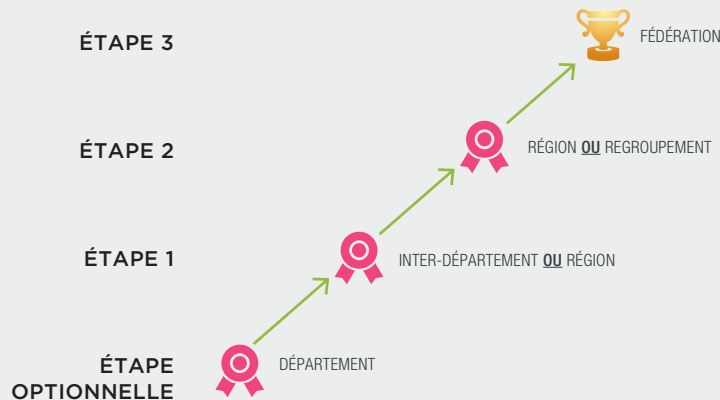 ÉTAPE 3
FÉDÉRATION
ÉTAPE 2
RÉGION OU REGROUPEMENT
ÉTAPE 1
INTER-DÉPARTEMENT OU RÉGION
ÉTAPE
OPTIONNELLE
DÉPARTEMENT